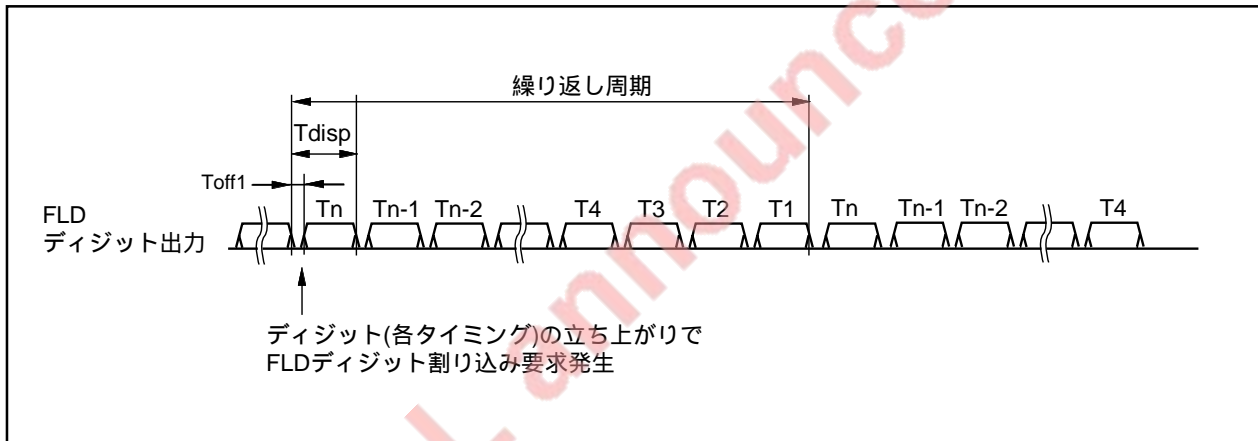 繰り返し周期
Tdisp
Toff1
Tn Tn-1 Tn-2 T4 T3 T2 T1 Tn Tn-1 Tn-2 T4
FLD
ディジット出力
ディジット(各タイミング)の立ち上がりで
FLDディジット割り込み要求発生
L announce